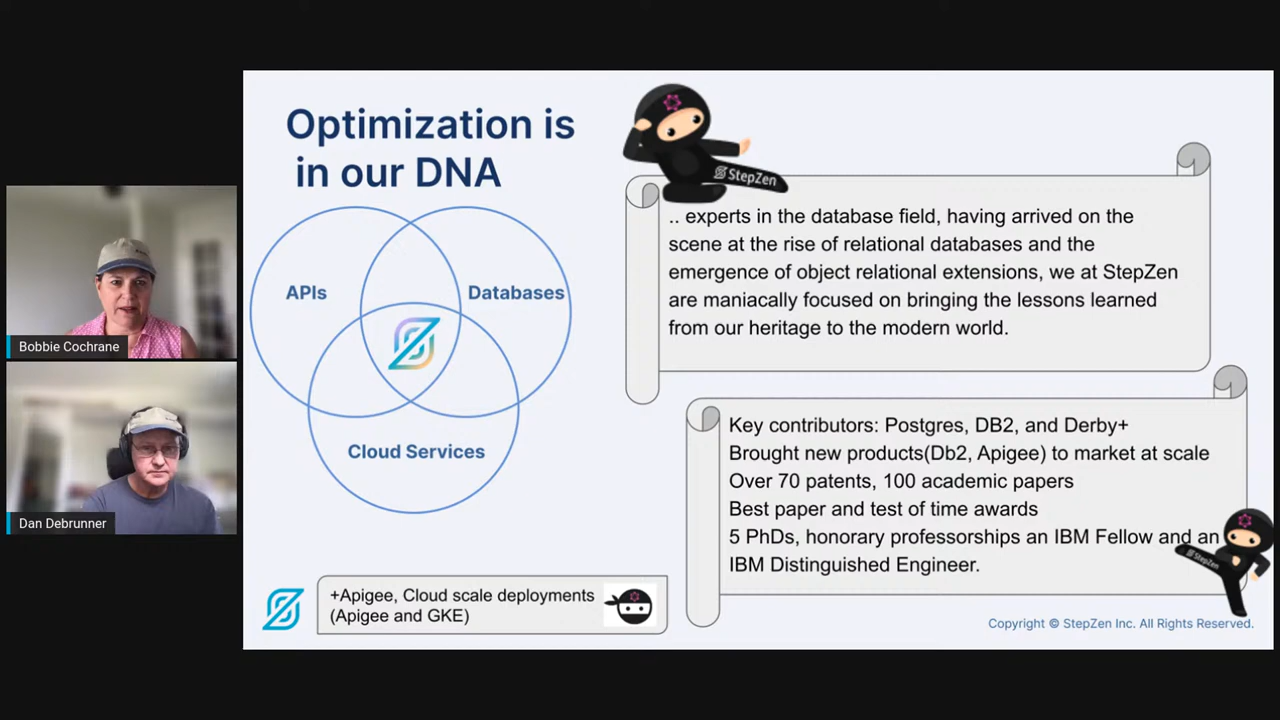 Optimization is
in our DNA
APIs
Databases
Cloud Services
StepZen
.. experts in the database field, having arrived on the
scene at the rise of relational databases and the
emergence of object relational extensions, we at StepZen
are maniacally focused on bringing the lessons learned
from our heritage to the modern world.
Key contributors: Postgres, DB2, and Derby+
Brought new products(Db2, Apigee) to market at scale
Over 70 patents, 100 academic papers
Best paper and test of time awards
5 PhDs, honorary professorships an IBM Fellow and an
IBM Distinguished Engineer.
StepZen
+Apigee, Cloud scale deployments
(Apigee and GKE)
Copyright © StepZen Inc. All Rights Reserved.
Bobbie Cochrane
Dan Debrunner